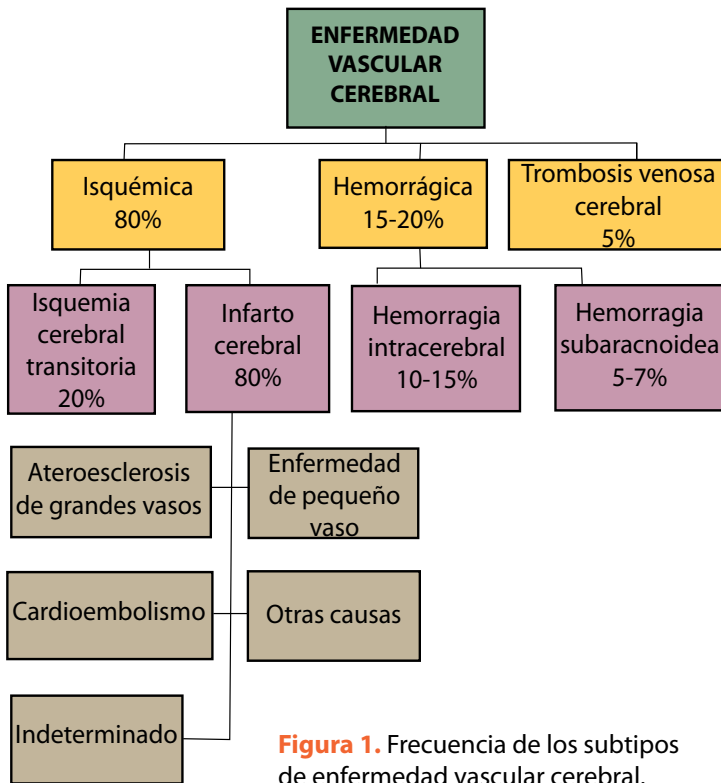 ENFERMEDAD
VASCULAR
CEREBRAL
Isquémica
80%
Hemorrágica
15-20%
Trombosis venosa
cerebral
5%
Isquemia
cerebral
transitoria
20%
Infarto
cerebral
80%
Hemorragia
intracerebral
10-15%
Hemorragia
subaracnoidea
5-7%
Ateroesclerosis
de grandes vasos
Enfermedad
de pequeño
vaso
Cardioembolismo
Otras causas
Indeterminado
Figura 1. Frecuencia de los subtipos
de enfermedad vascular cerebral.